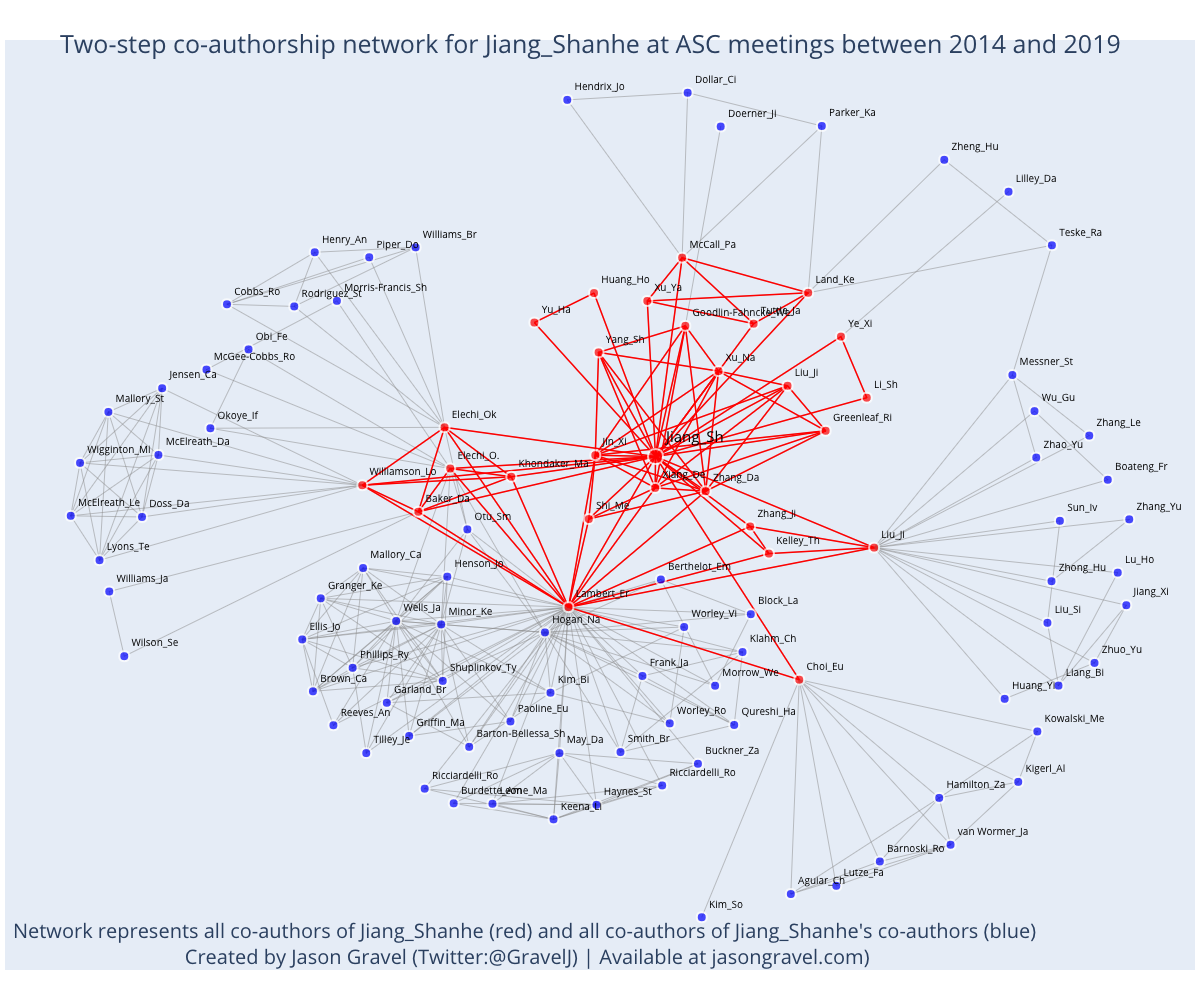 Two-step co-authorship network for Jiang_Shanhe at ASC meetings between 2014 and 2019
Hendrix_Jo
Dollar_Ci
Doerner_Ji
Parker_Ka
Zheng_Hu
Lilley_Da
Teske_Ra
Henry_An
Piper_Do
Williams_Br
McCall_Pa
Huang_Ho
Xu_Ya
Land_Ke
Cobbs_Ro
Rodriguez_St
Morris-Francis_Sh
Yu_Ha
Goodlin-Fahncke_We
Turtle_Ja
Ye_Xi
Obi_Fe
McGee-Cobbs_Ro
Yang_Sh
Xu_Na
Liu_Ji
Li_Sh
Messner_St
Jensen_Ca
Mallory_St
Okoye_If
Elechi_Ok
Greenleaf_Ri
Wu_Gu
Zhang_Le
McElreath_Da
Wigginton_Mi
Jin_Xi
Jiang_Sh
Zhao_Yu
Boateng_Fr
Elechi_O.
Khondaker_Ma
Williamson_Lo
Xiang_Da
Zhang_Da
McElreath_Le
Doss_Da
Baker_Da
Shi_Me
Otu_Sm
Zhang_Ji
Sun_Iv
Zhang_Yu
Lyons_Te
Kelley_Th
Liu_Ji
Mallory_Ca
Henson_Jo
Berthelot_Em
Zhong_Hu
Lu_Ho
Williams_Ja
Granger_Ke
Lambert_Er
Block_La
Jiang_Xi
Wells_Ja
Minor_Ke
Hogan_Na
Worley_Vi
Liu_Si
Ellis_Jo
Wilson_Se
Klahm_Ch
Zhuo_Yu
Phillips_Ry
Shuplinkov_Ty
Frank_Ja
Morrow_We
Choi_Eu
Liang_Bi
Brown_Ca
Garland_Br
Kim_Bi
Huang_Yi
Reeves_An
Griffin_Ma
Paoline_Eu
Worley_Ro
Qureshi_Ha
Kowalski_Me
Tilley_Je
Barton-Bellessa_Sh
May_Da
Smith_Br
Buckner_Za
Ricciardelli_Ro
Ricciardelli_Ro
Kigerl_Al
Hamilton_Za
Burdette_Am
Leone_Ma
Haynes_St
Keena_Li
van Wormer_Ja
Barnoski_Ro
Lutze_Fa
Aguiar_Ch
Kim_So
Network represents all co-authors of Jiang_Shanhe (red) and all co-authors of Jiang_Shanhe's co-authors (blue)
Created by Jason Gravel (Twitter:@GravelJ) | Available at jasongravel.com)